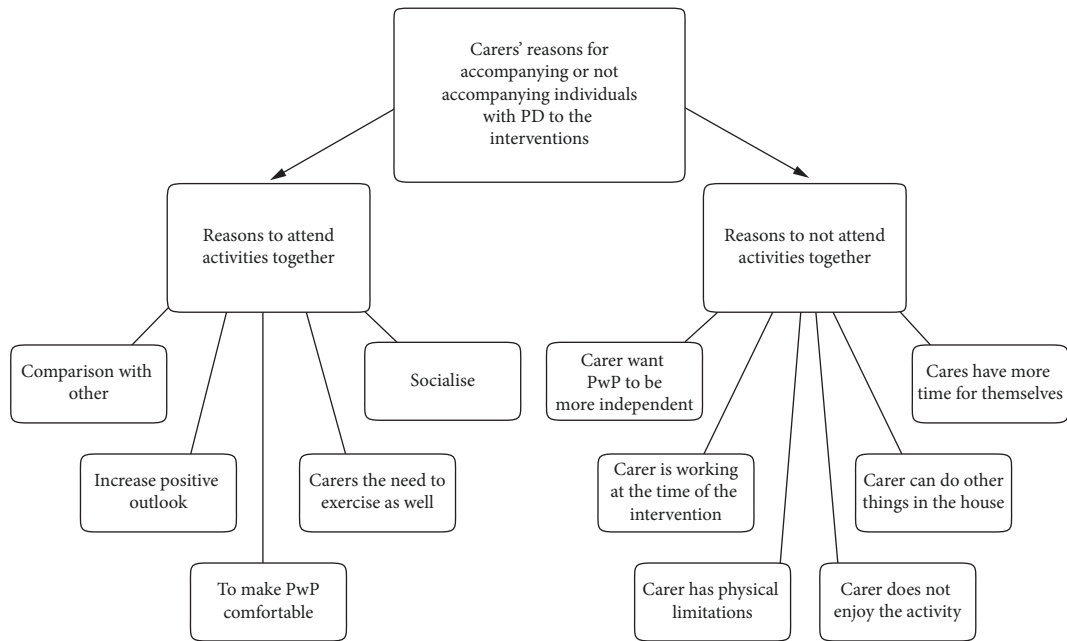 Carers' reasons for
accompanying or not
accompanying individuals
with PD to the
interventions
Reasons to attend
activities together
Reasons to not attend
activities together
Comparison with
other
Socialise
Increase positive
outlook
Carers the need to
exercise as well
To make PwP
comfortable
Carer want
PwP to be
more independent
Cares have more
time for themselves
Carer is working
at the time of the
intervention
Carer can do other
things in the house
Carer has physical
limitations
Carer does not
enjoy the activity